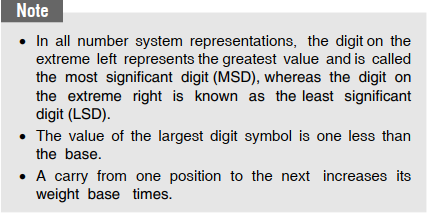 Note
• In all number system representations, the digit on the
extreme left represents the greatest value and is called
the most significant digit (MSD), whereas the digit on
the extreme right is known as the least significant
digit (LSD).
• The value of the largest digit symbol is one less than
the base.
• A carry from one position to the next increases its
weight base times.